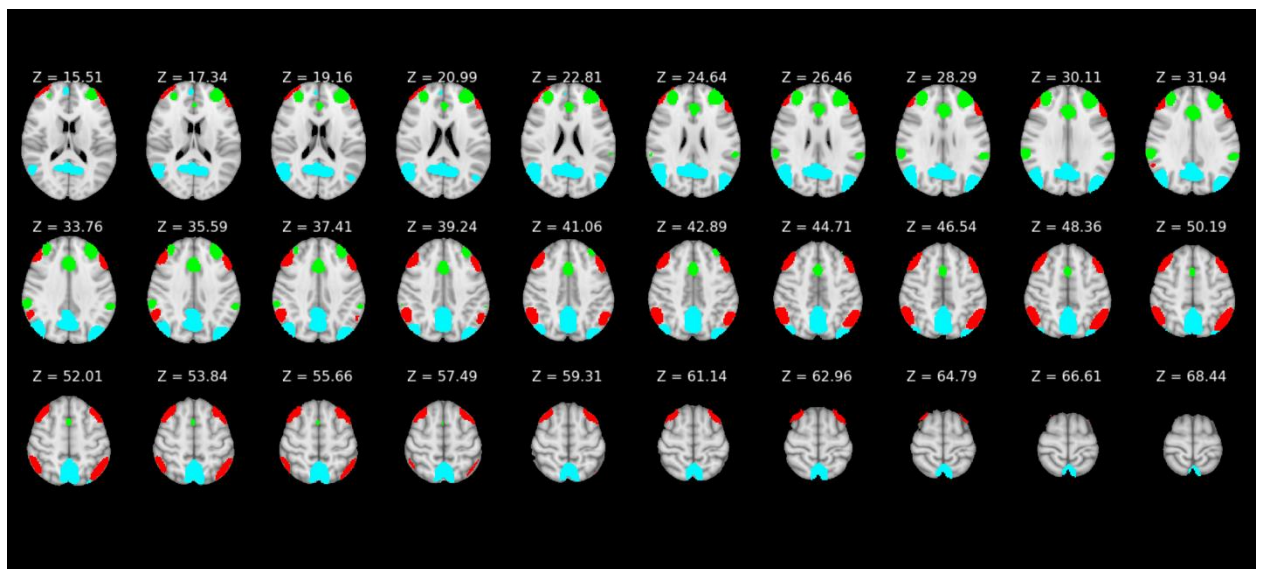 Z = 15.51 Z = 17.34 Z = 19.16 Z = 20.99 Z = 22.81 Z = 24.64 Z = 26.46 Z = 28.29 Z = 30.11 Z = 31.94
Z = 33.76 Z = 35.59 Z = 37.41 Z = 39.24 Z = 41.06 Z = 42.89 Z = 44.71 Z = 46.54 Z = 48.36 Z = 50.19
Z = 52.01 Z = 53.84 Z = 55.66 Z = 57.49 Z = 59.31 Z = 61.14 Z = 62.96 Z = 64.79 Z = 66.61 Z = 68.44